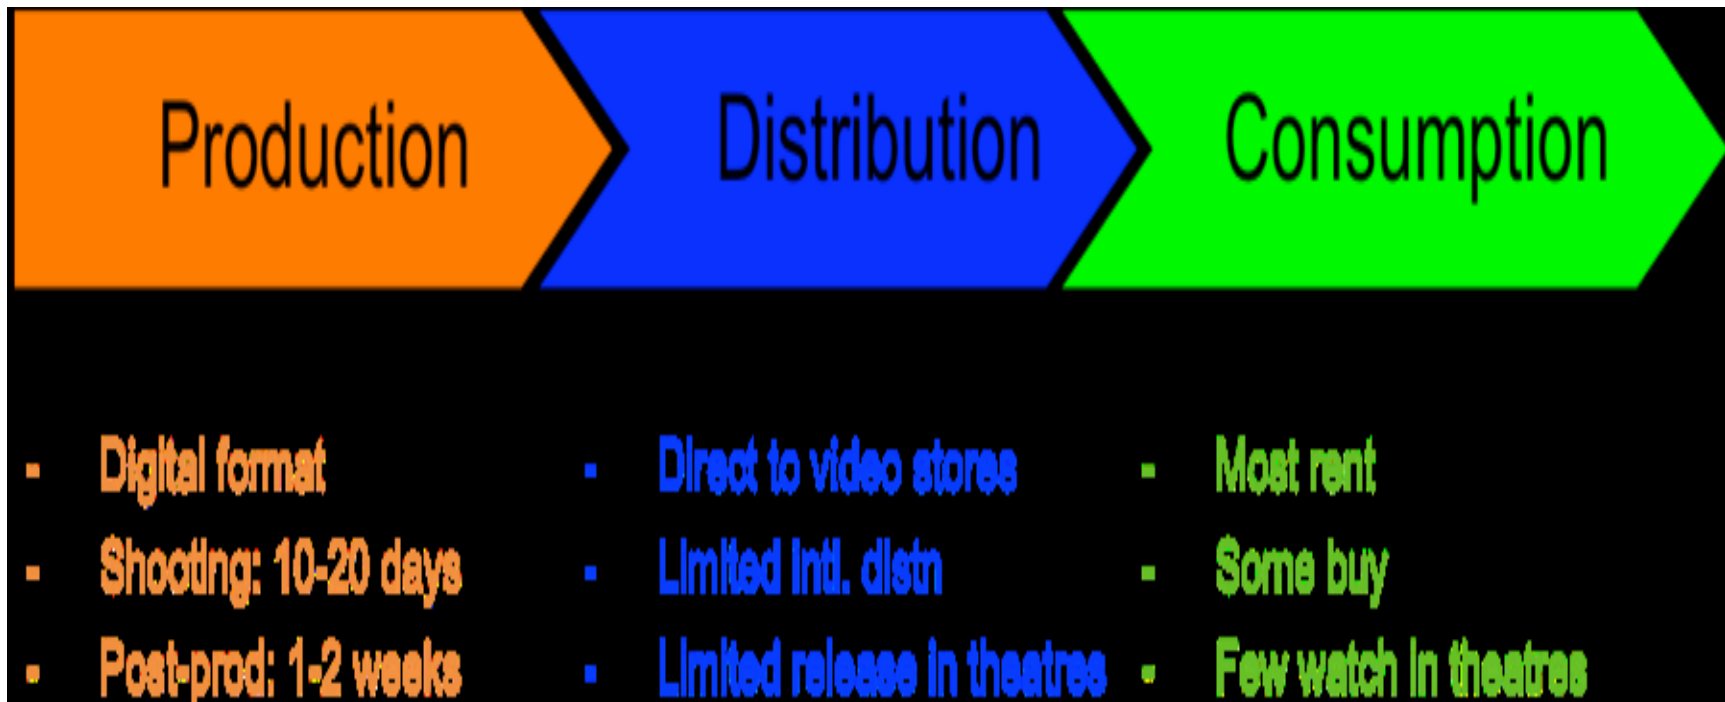 Production
Distribution
Consumption
- Digital format
- Shooting: 10-20 days
- Post-prod: 1-2 weeks
- Direct to video stores
- Limited intl. distn
- Limited release in theatres
- Most rent
- Some buy
- Few watch in theatres